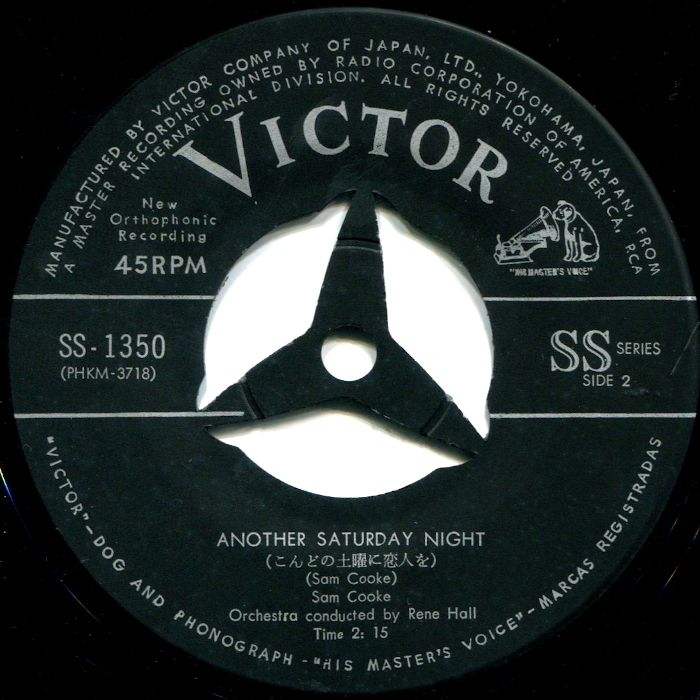 MANUFACTURED BY VICTOR COMPANY OF JAPAN, LTD., YOKOHAMA, JAPAN, FROM
A MASTER RECORDING OWNED BY RADIO CORPORATION OF AMERICA, RCA
INTERNATIONAL DIVISION. ALL RIGHTS RESERVED
VICTOR
New
Orthophonic
Recording
45RPM
"HIS MASTER'S VOICE"
SS-1350
(PHKM-3718)
SS SERIES
SIDE 2
ANOTHER SATURDAY NIGHT
(こんどの土曜に恋人を)
(Sam Cooke)
Sam Cooke
Orchestra conducted by Rene Hall
Time 2: 15
"VICTOR"—DOG AND PHONOGRAPH -"HIS MASTER'S VOICE"- MARCAS REGISTRADAS